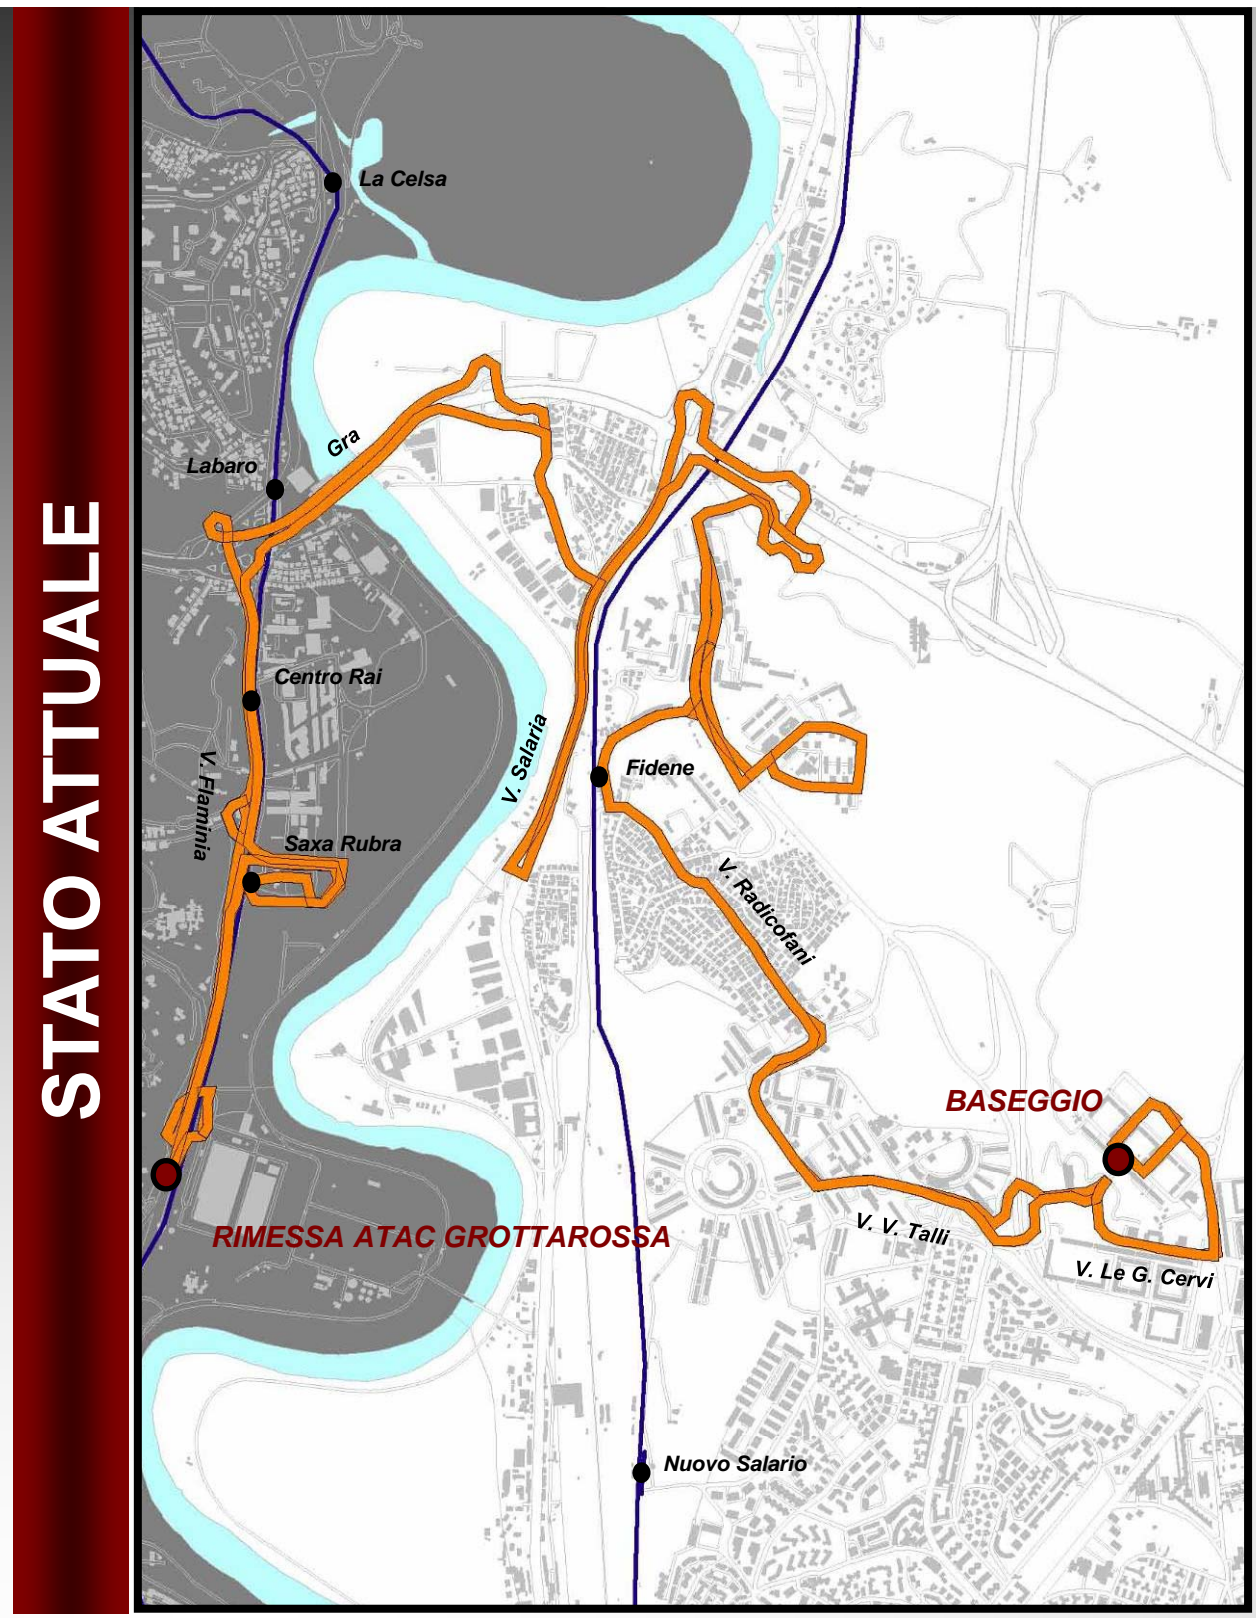 STATO ATTUALE
La Celsa
Gra
Labaro
Centro Rai
V. Salaria
V. Flaminia
Fidene
Saxa Rubra
V. Radicofani
BASEGGIO
RIMESSA ATAC GROTTAROSSA
V. V. Talli
V. Le G. Cervi
Nuovo Salario